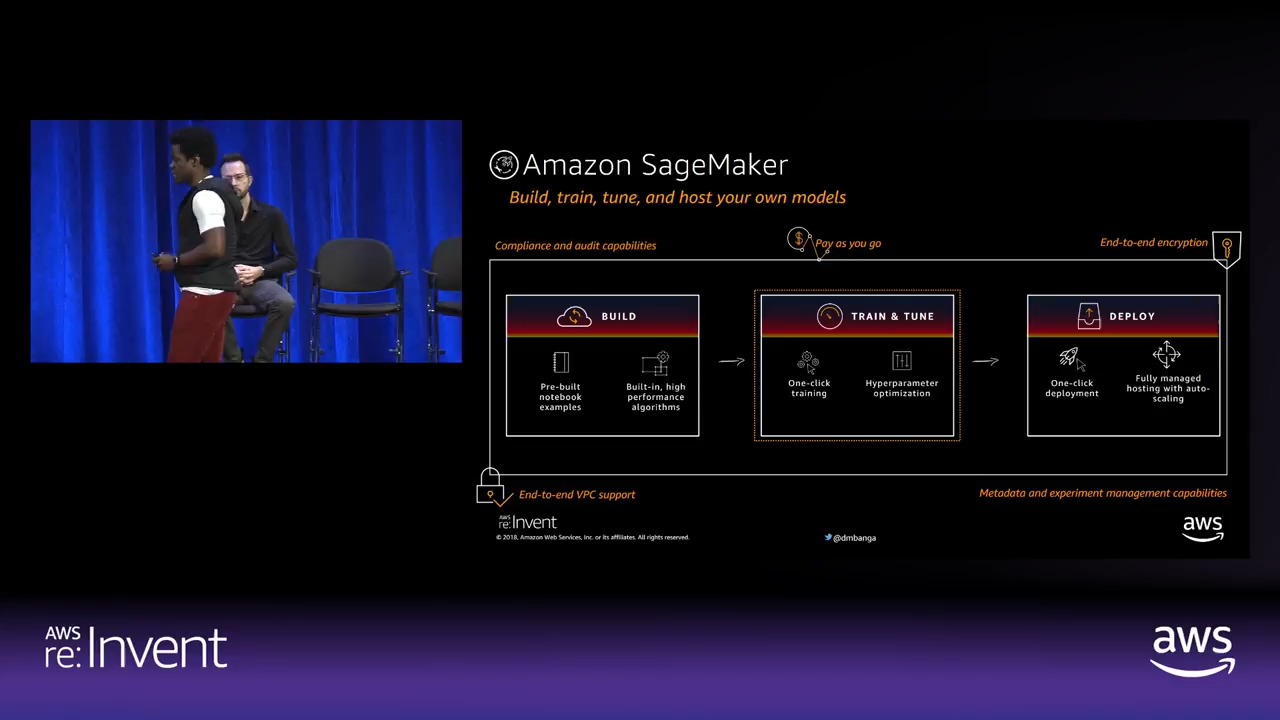 Amazon SageMaker
Build, train, tune, and host your own models
Compliance and audit capabilities
$
Pay as you go
End-to-end encryption
BUILD
Pre-built
notebook
examples
Built-in, high
performance
algorithms
TRAIN & TUNE
One-click
training
Hyperparameter
optimization
DEPLOY
One-click
deployment
Fully managed
hosting with auto-
scaling
End-to-end VPC support
Metadata and experiment management capabilities
AWS
re:Invent
© 2018, Amazon Web Services, Inc. or its affiliates. All rights reserved.
@dmbanga
aws
AWS
re:Invent
aws